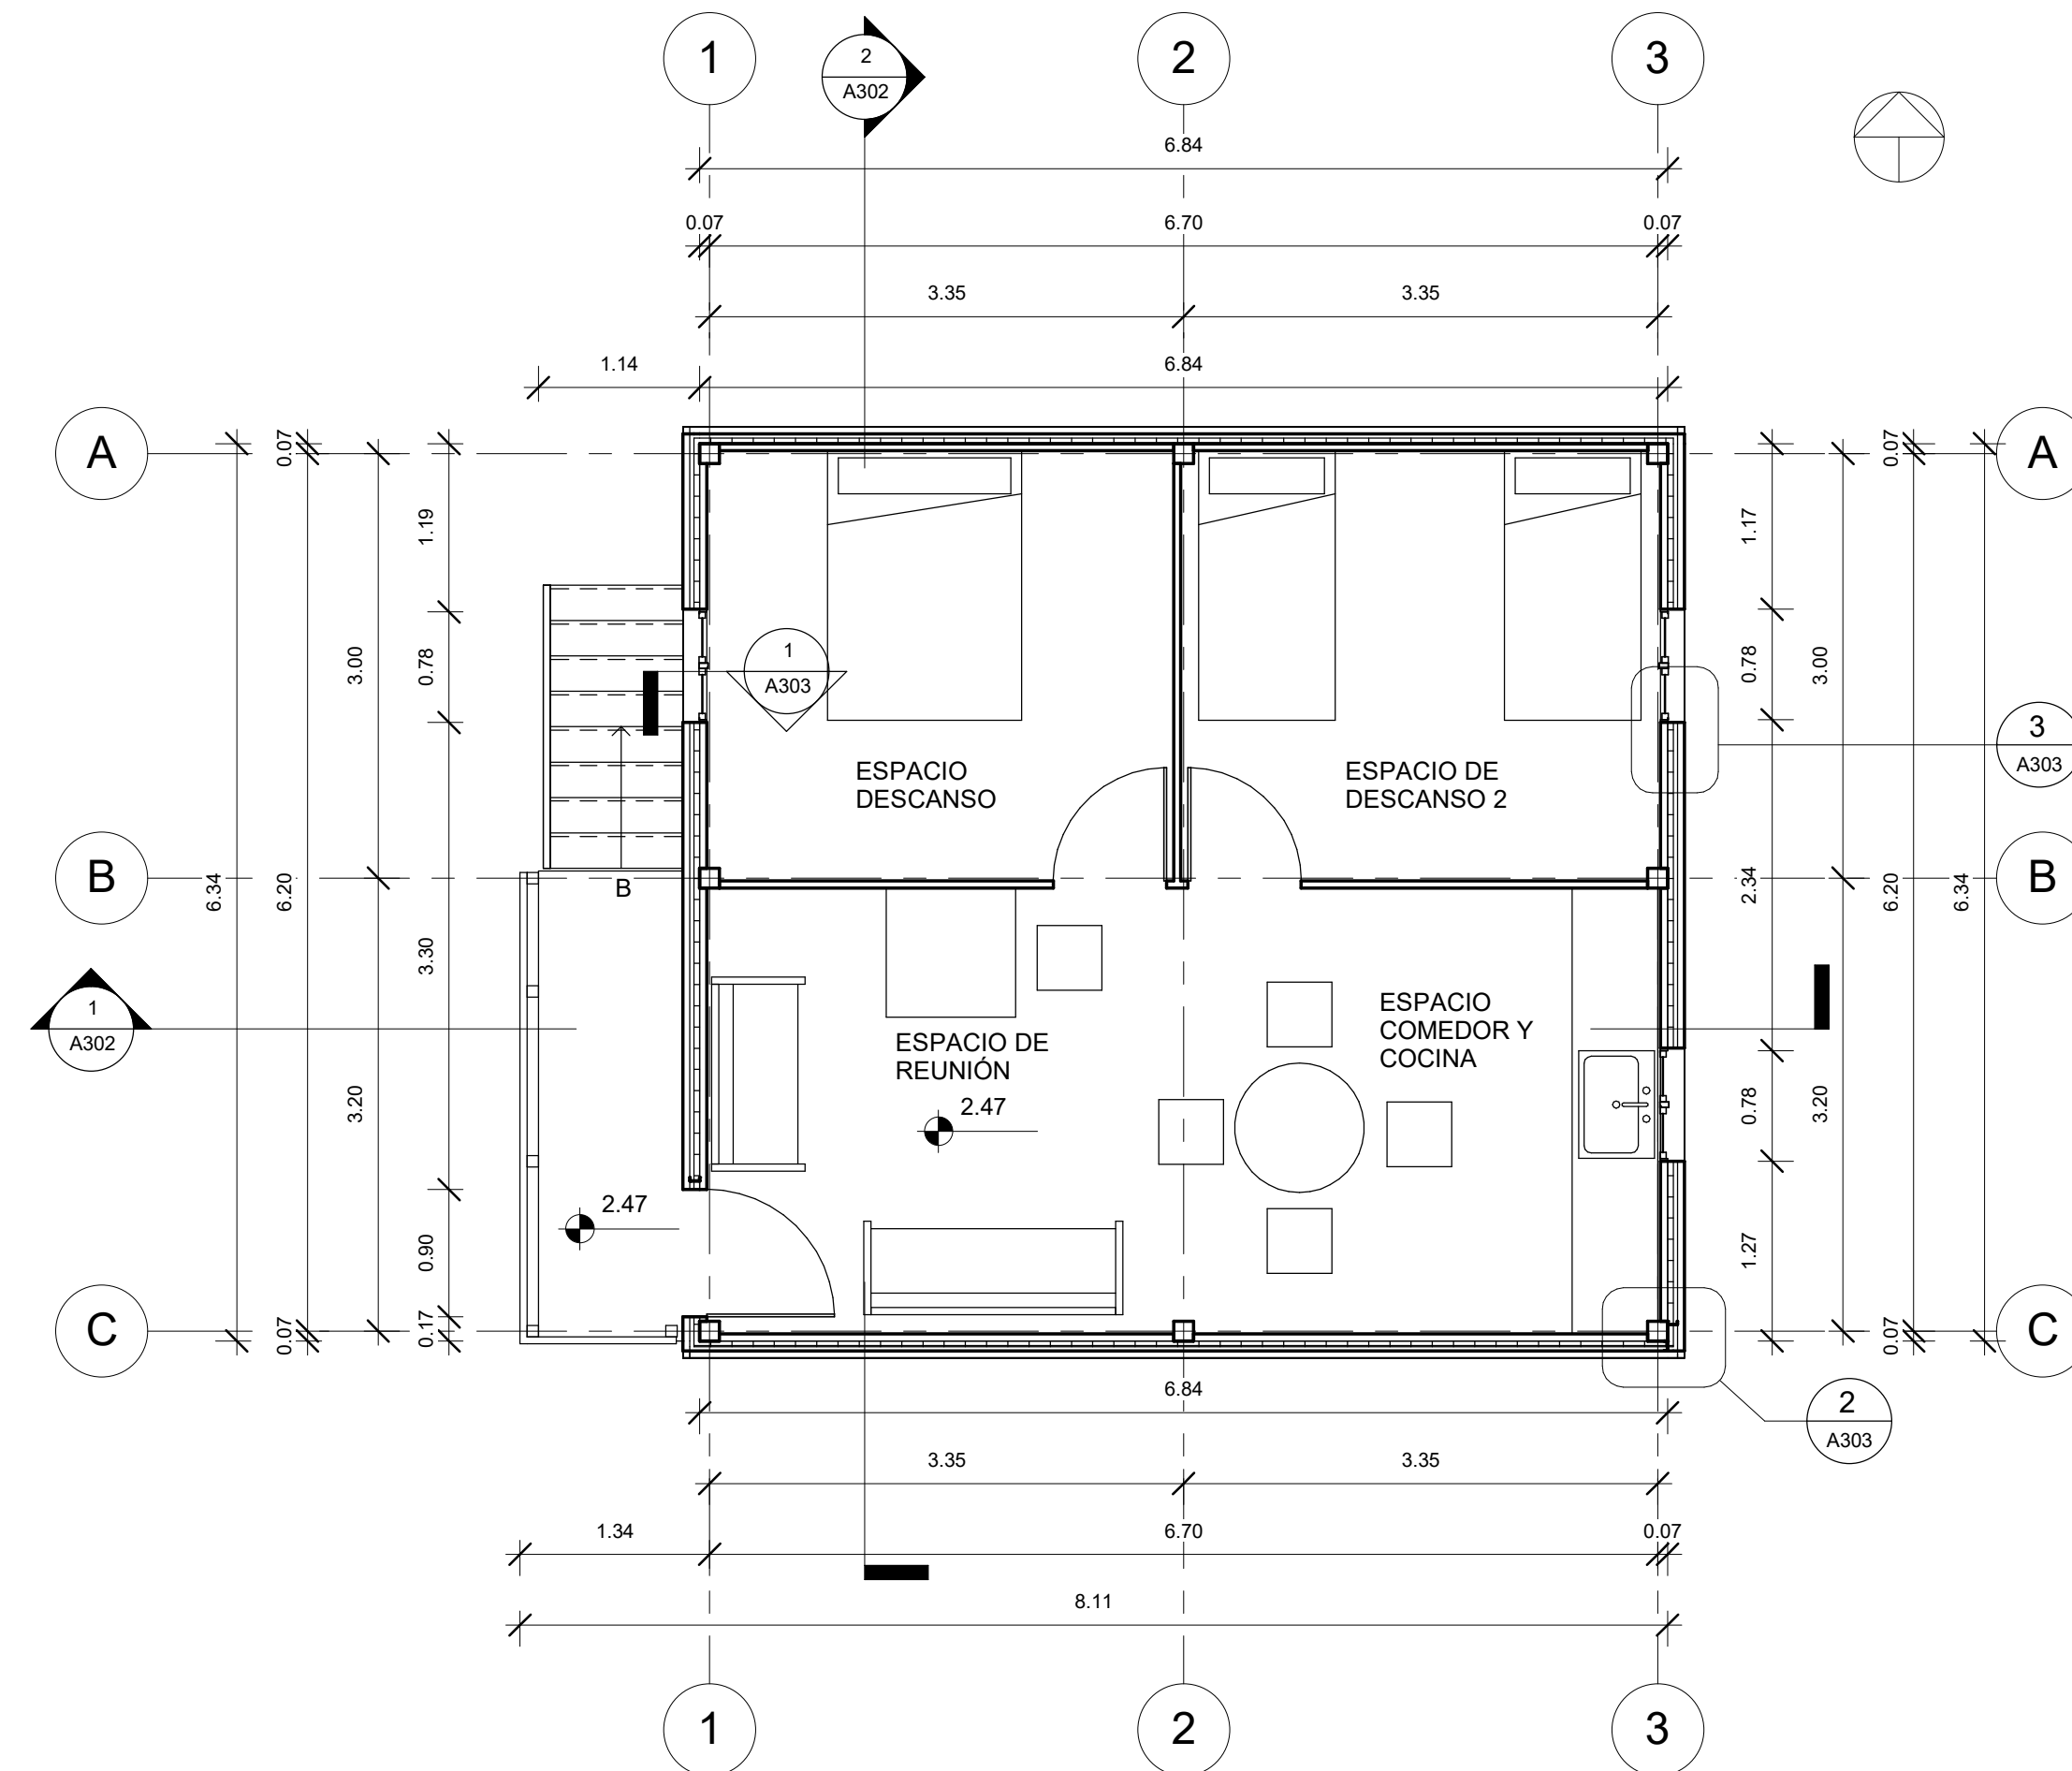 1
2
3
2
A302
6.84
0.07
6.70
0.07
3.35
3.35
1.14
6.84
A
A
0.07
0.07
1.19
1.17
3.00
0.78
0.78
3.00
1
A303
3
A303
ESPACIO
DESCANSO
ESPACIO DE
DESCANSO 2
B
B
B
6.34
6.20
2.34
6.20
6.34
3.30
1
A302
ESPACIO DE
REUNIÓN
2.47
ESPACIO
COMEDOR Y
COCINA
3.20
0.78
3.20
2.47
0.90
1.27
C
C
0.07
0.17
0.07
6.84
2
A303
3.35
3.35
1.34
6.70
0.07
8.11
1
2
3